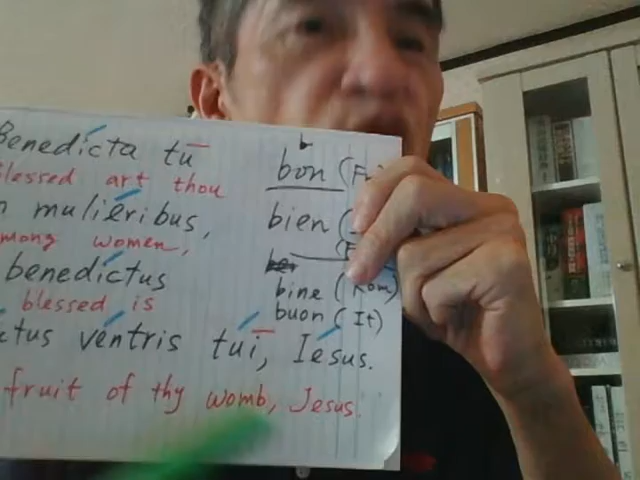 Benedicta tu
blessed art thou
mulieribus,
among women,
benedictus
blessed is
ventris tui, Iesus.
fruit of thy womb, Jesus.
b
bon (Fr
bien (
bine (Rom)
buon (It)